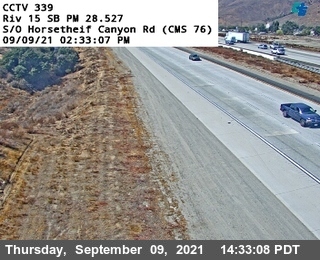 CCTV 339
Riv 15 SB PM 28.527
S/O Horsetheif Canyon Rd (CMS 76)
09/09/21 02:33:07 PM
Thursday, September 09, 2021 14:33:08 PDT